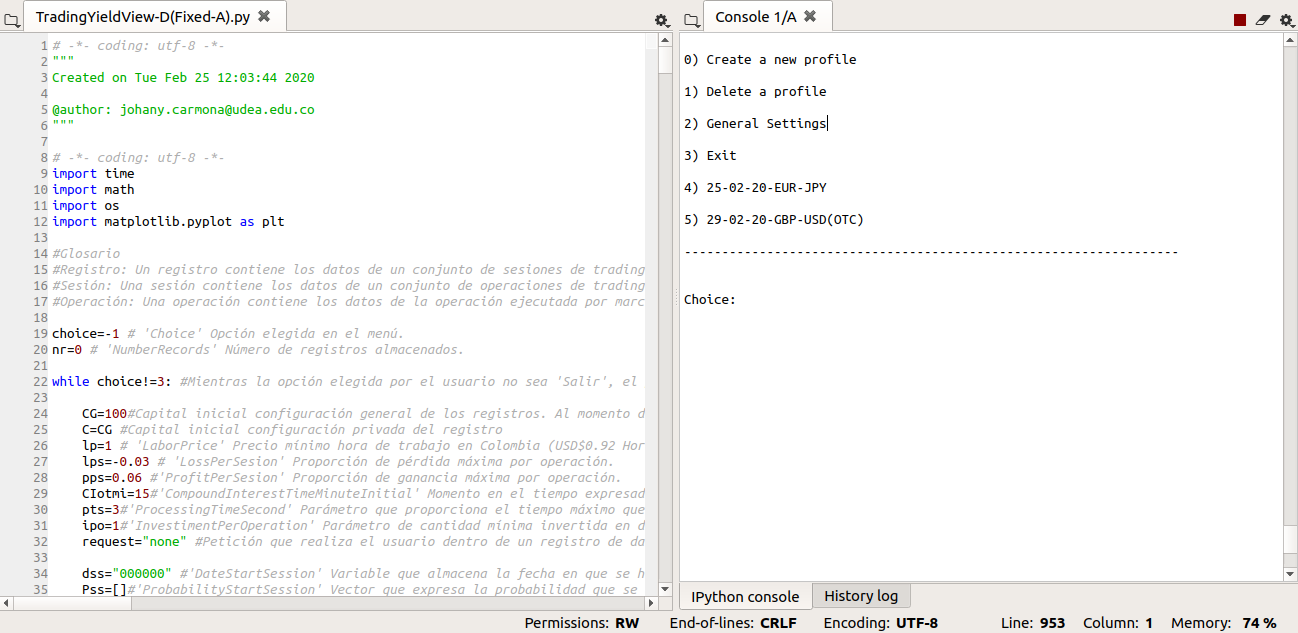 TradingYieldView-D(Fixed-A).py
1 # -*- coding: utf-8 -*-
2 """
3 Created on Tue Feb 25 12:03:44 2020
4
5 @author: johany.carmona@udea.edu.co
6 """
7
8 # -*- coding: utf-8 -*-
9 import time
10 import math
11 import os
12 import matplotlib.pyplot as plt
13
14 #Glosario
15 #Registro: Un registro contiene los datos de un conjunto de sesiones de trading
16 #Sesión: Una sesión contiene los datos de un conjunto de operaciones de trading
17 #Operación: Una operación contiene los datos de la operación ejecutada por marc
18
19 choice=-1 # 'Choice' Opción elegida en el menú.
20 nr=0 # 'NumberRecords' Número de registros almacenados.
21
22 while choice!=3: #Mientras la opción elegida por el usuario no sea 'Salir', el
23
24 CG=100#Capital inicial configuración general de los registros. Al momento d
25 C=CG #Capital inicial configuración privada del registro
26 lp=1 # 'LaborPrice' Precio mínimo hora de trabajo en Colombia (USD$0.92 Hor
27 lps=-0.03 # 'LossPerSesion' Proporción de pérdida máxima por operación.
28 pps=0.06 #'ProfitPerSesion' Proporción de ganancia máxima por operación.
29 CIotmi=15#'CompoundInterestTimeMinuteInitial' Momento en el tiempo expresad
30 pts=3#'ProcessingTimeSecond' Parámetro que proporciona el tiempo máximo que
31 ipo=1#'InvestimentPerOperation' Parámetro de cantidad mínima invertida en d
32 request="none" #Petición que realiza el usuario dentro de un registro de da
33
34 dss="000000" #'DateStartSession' Variable que almacena la fecha en que se h
35 Pss=[]#'ProbabilityStartSession' Vector que expresa la probabilidad que se
Console 1/A
0) Create a new profile
1) Delete a profile
2) General Settings
3) Exit
4) 25-02-20-EUR-JPY
5) 29-02-20-GBP-USD(OTC)
------------------------------------------------------------------
Choice:
IPython console History log
Permissions: RW End-of-lines: CRLF Encoding: UTF-8 Line: 953 Column: 1 Memory: 74 %